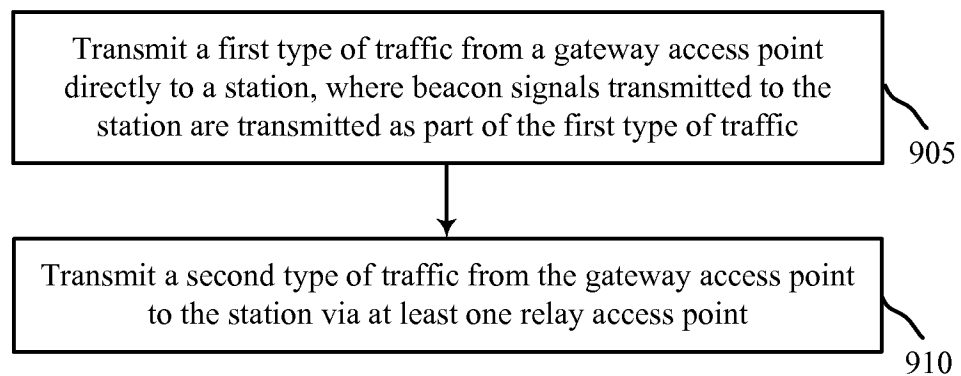 Transmit a first type of traffic from a gateway access point
directly to a station, where beacon signals transmitted to the
station are transmitted as part of the first type of traffic
905
Transmit a second type of traffic from the gateway access point
to the station via at least one relay access point
910